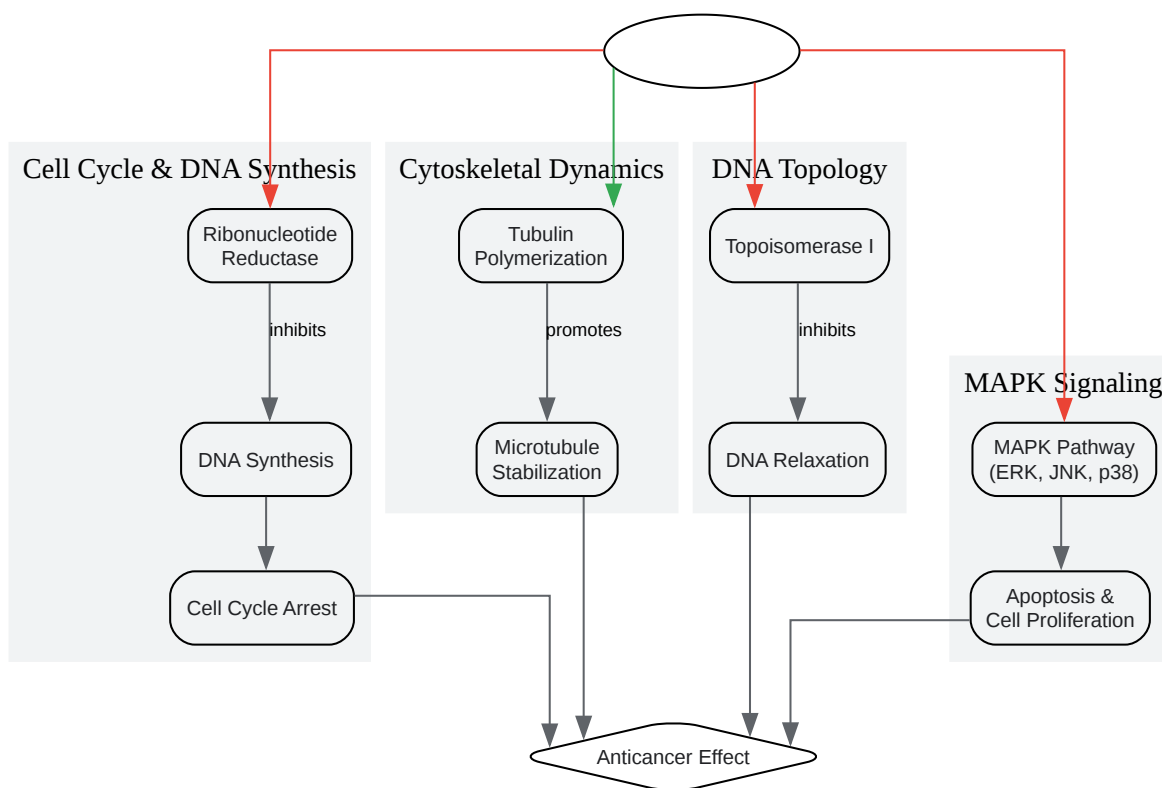 Cell Cycle & DNA Synthesis
Cytoskeletal Dynamics
DNA Topology
Ribonucleotide
Reductase
Tubulin
Polymerization
Topoisomerase I
inhibits
promotes
inhibits
MAPK Signaling
DNA Synthesis
Microtubule
Stabilization
DNA Relaxation
MAPK Pathway
(ERK, JNK, p38)
Cell Cycle Arrest
Apoptosis &
Cell Proliferation
Anticancer Effect